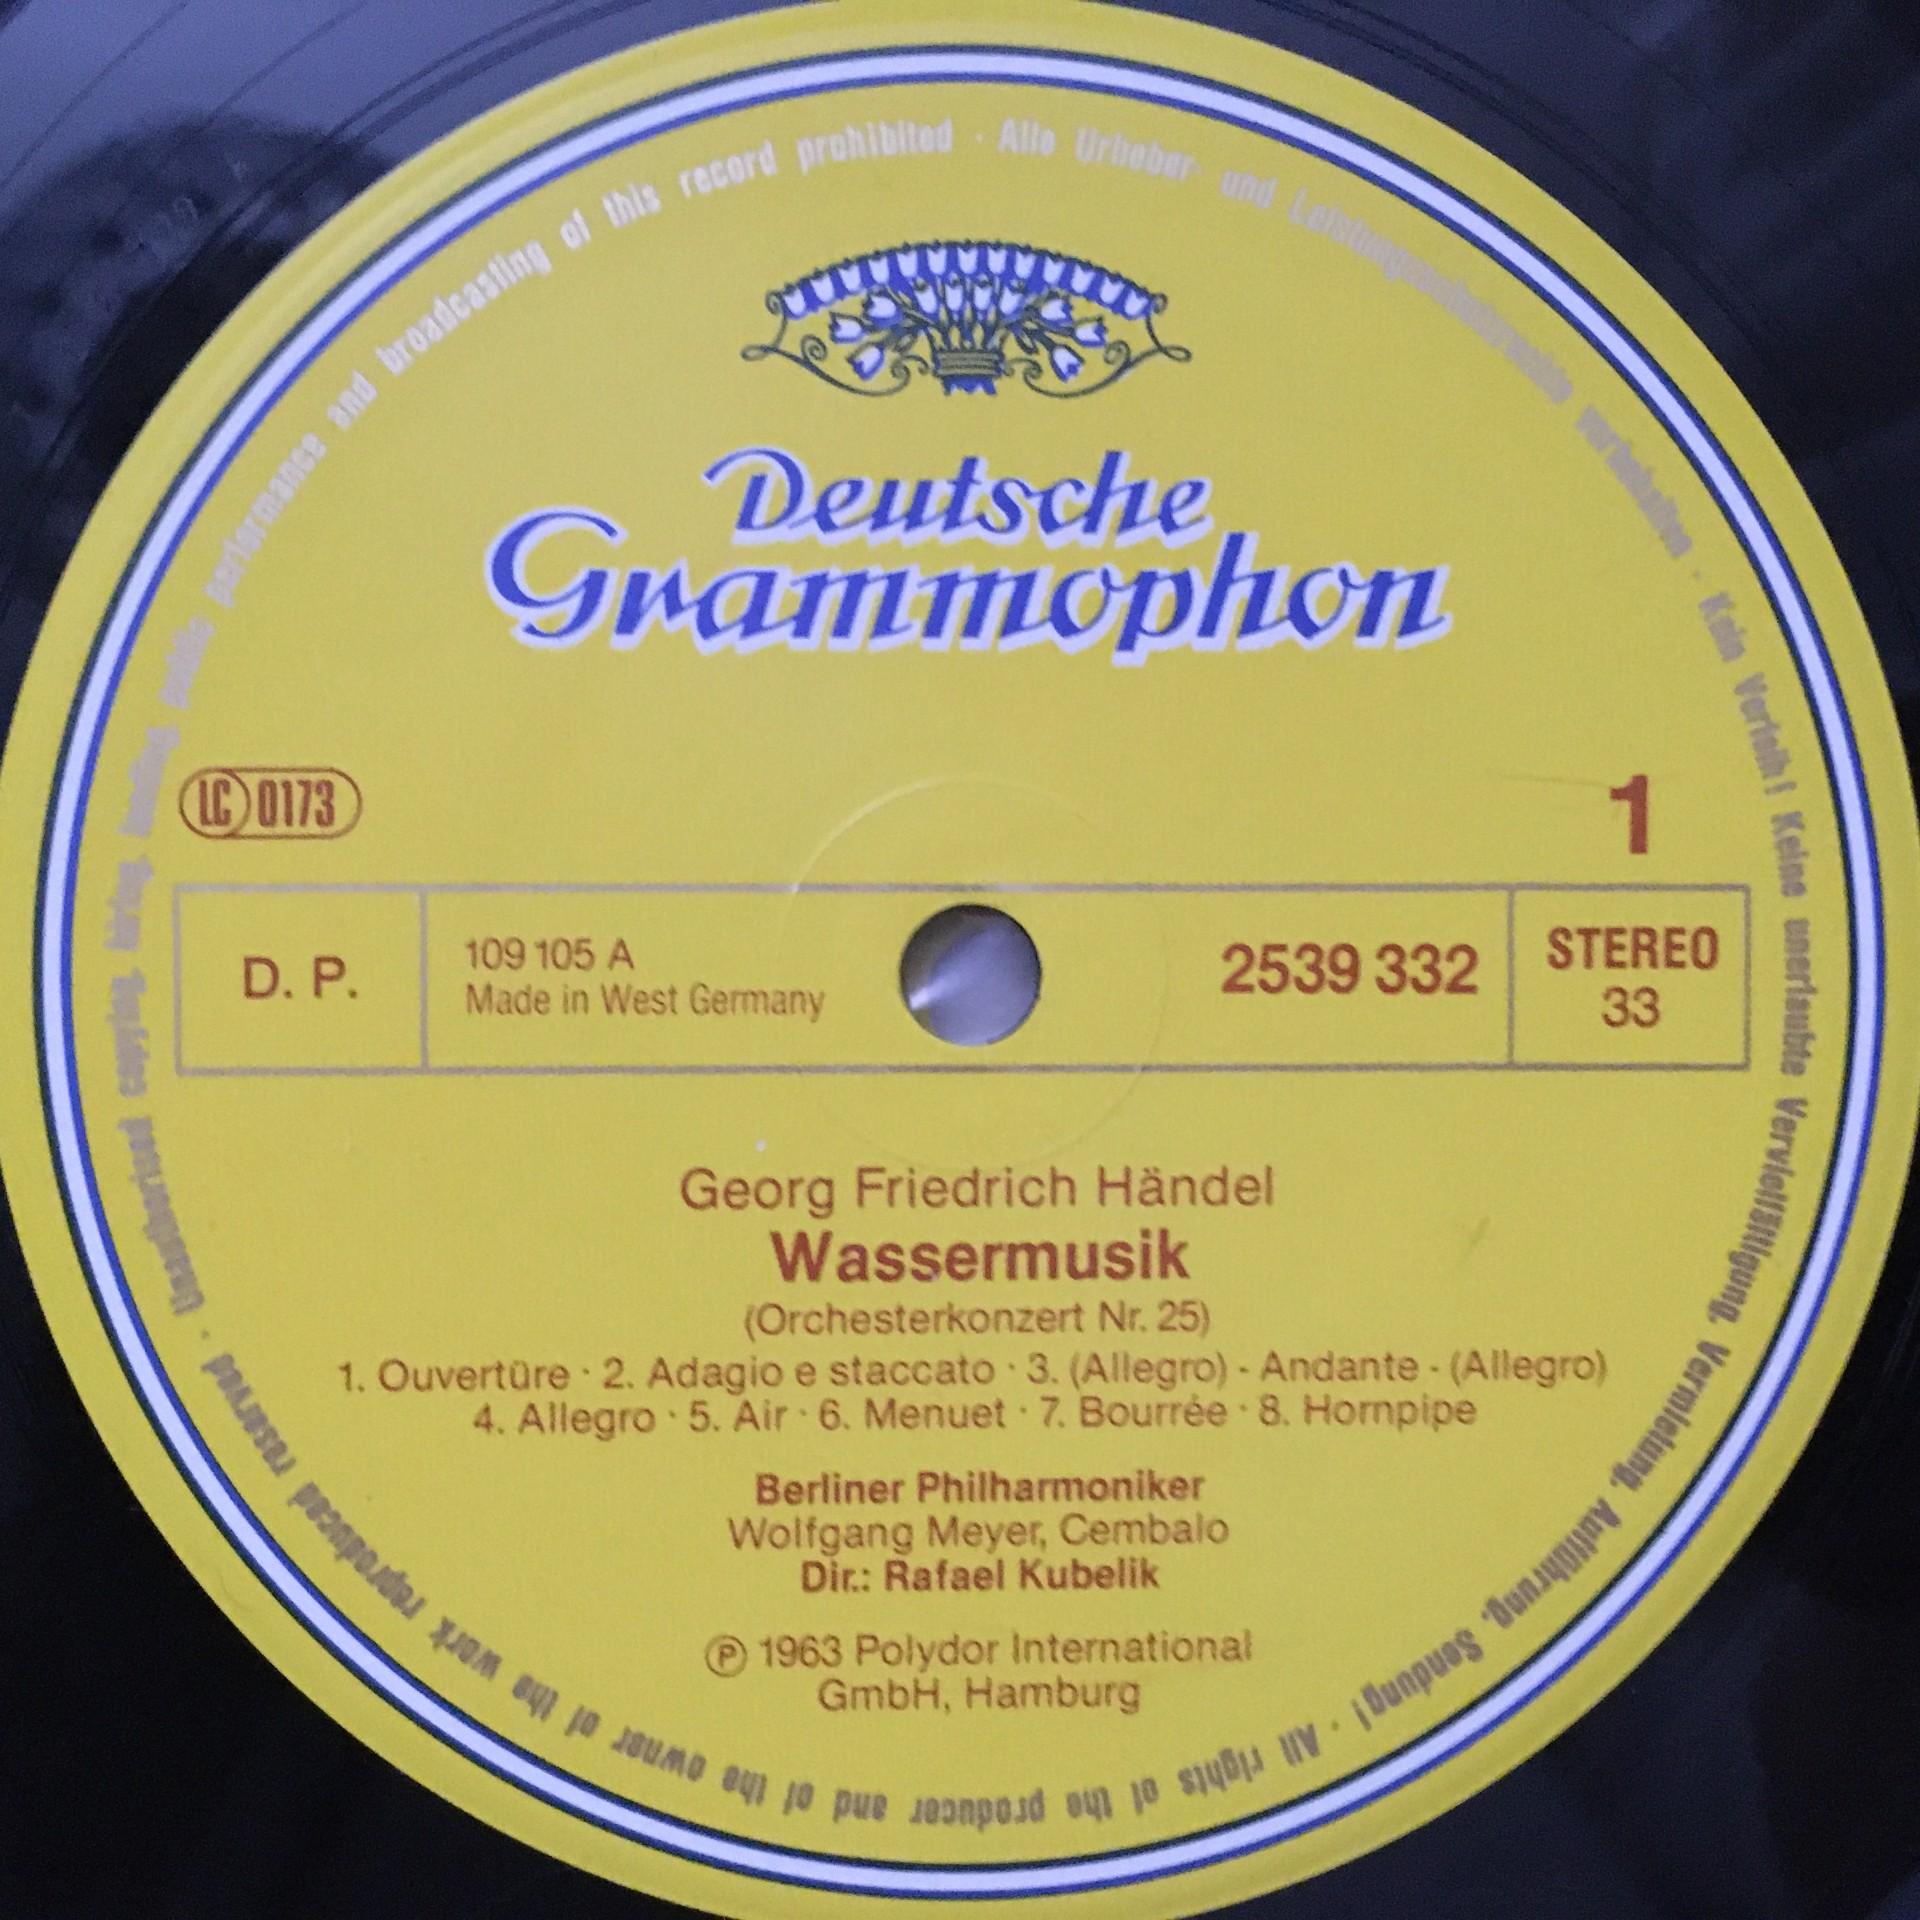 Deutsche
Grammophon
LC 0173
1
D. P.
109 105 A
Made in West Germany
2539 332
STEREO
33
Georg Friedrich Händel
Wassermusik
(Orchesterkonzert Nr. 25)
1. Ouvertüre · 2. Adagio e staccato · 3. (Allegro) - Andante - (Allegro)
4. Allegro · 5. Air · 6. Menuet · 7. Bourrée · 8. Hornpipe
Berliner Philharmoniker
Wolfgang Meyer, Cembalo
Dir.: Rafael Kubelik
℗ 1963 Polydor International
GmbH, Hamburg
Alle Urheber- und Leistungsschutzrechte vorbehalten · Kein Verleih! Keine unerlaubte Vervielfältigung, Vermietung, Aufführung, Sendung! · All rights of the producer and of the owner of the work reproduced reserved · Unauthorised copying, hiring, lending, public performance and broadcasting of this record prohibited ·